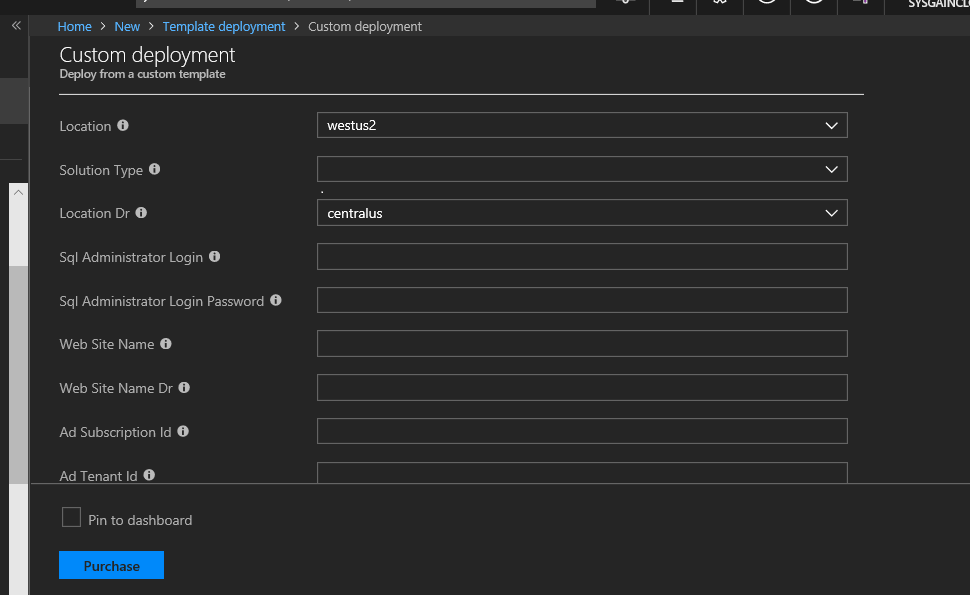 SYSGAINCLO
Home > New > Template deployment > Custom deployment
Custom deployment
Deploy from a custom template
Location
westus2
Solution Type
Location Dr
centralus
Sql Administrator Login
Sql Administrator Login Password
Web Site Name
Web Site Name Dr
Ad Subscription Id
Ad Tenant Id
Pin to dashboard
Purchase